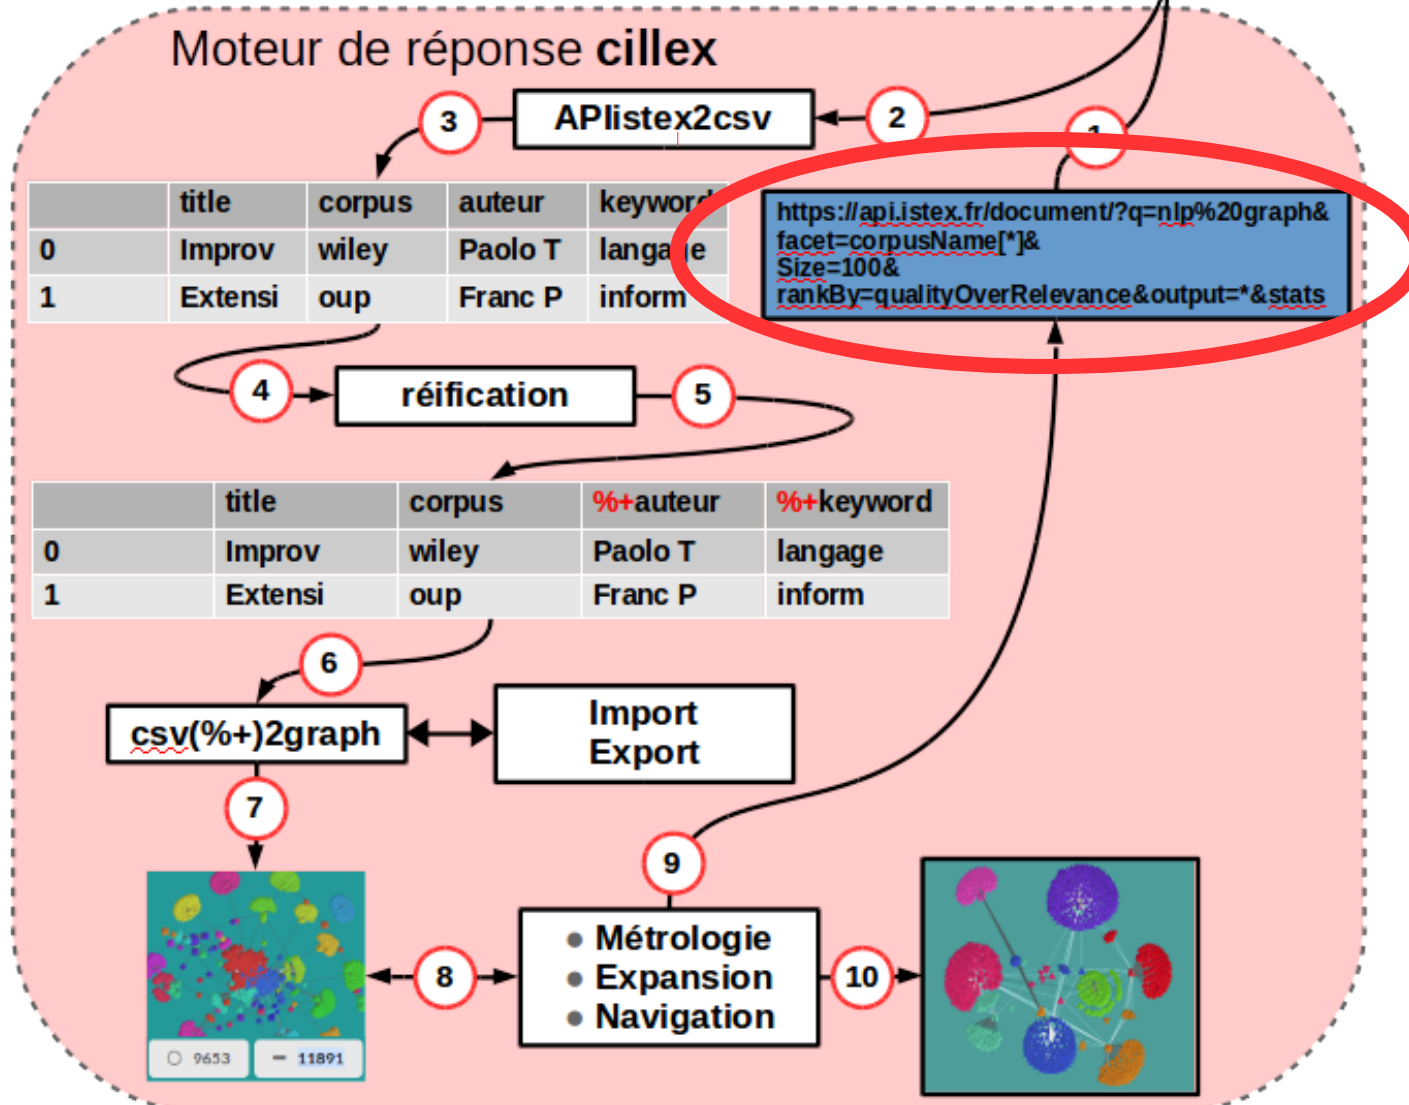 Moteur de réponse cillex
3
APIistex2csv
2
1
title corpus auteur keyword
0 Improv wiley Paolo T langage
1 Extensi oup Franc P inform
https://api.istex.fr/document/?q=nlp%20graph&
facet=corpusName[*]&
Size=100&
rankBy=qualityOverRelevance&output=*&stats
4
réification
5
title corpus %+auteur %+keyword
0 Improv wiley Paolo T langage
1 Extensi oup Franc P inform
6
csv(%+)2graph
Import
Export
7
9
8
● Métrologie
● Expansion
● Navigation
10
9653
11891